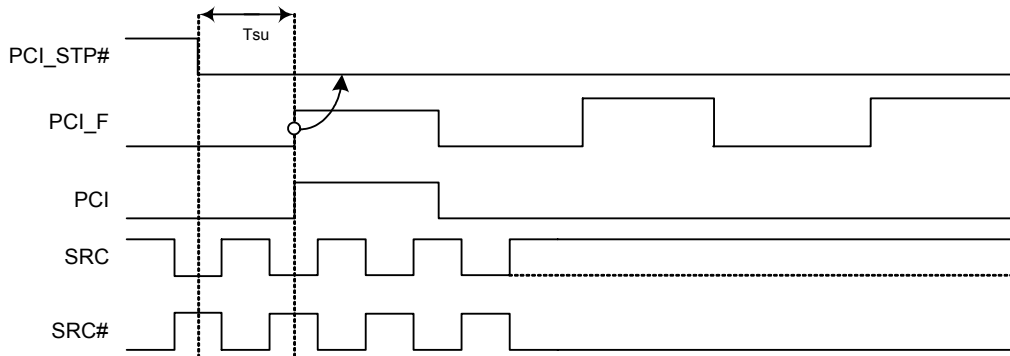 Tsu
PCI_STP#
PCI_F
PCI
SRC
SRC#